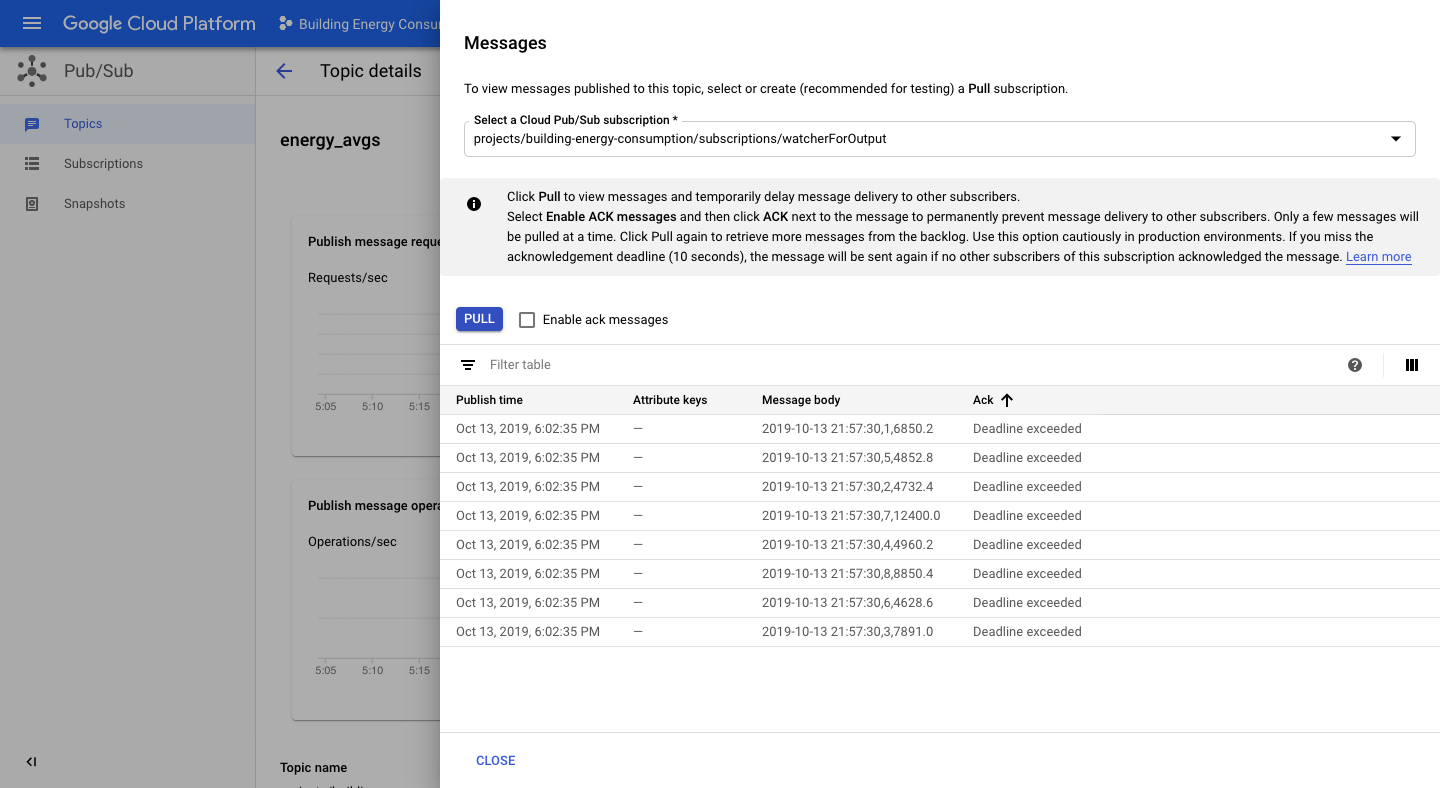 Google Cloud Platform
Building Energy Consu
Pub/Sub
Topic details
Topics
Subscriptions
Snapshots
energy_avgs
Publish message reque
Requests/sec
5:05 5:10 5:15
Publish message opera
Operations/sec
5:05 5:10 5:15
Topic name
Messages
To view messages published to this topic, select or create (recommended for testing) a Pull subscription.
Select a Cloud Pub/Sub subscription *
projects/building-energy-consumption/subscriptions/watcherForOutput
Click Pull to view messages and temporarily delay message delivery to other subscribers.
Select Enable ACK messages and then click ACK next to the message to permanently prevent message delivery to other subscribers. Only a few messages will
be pulled at a time. Click Pull again to retrieve more messages from the backlog. Use this option cautiously in production environments. If you miss the
acknowledgement deadline (10 seconds), the message will be sent again if no other subscribers of this subscription acknowledged the message. Learn more
PULL Enable ack messages
Filter table
Publish time Attribute keys Message body Ack
Oct 13, 2019, 6:02:35 PM — 2019-10-13 21:57:30,1,6850.2 Deadline exceeded
Oct 13, 2019, 6:02:35 PM — 2019-10-13 21:57:30,5,4852.8 Deadline exceeded
Oct 13, 2019, 6:02:35 PM — 2019-10-13 21:57:30,2,4732.4 Deadline exceeded
Oct 13, 2019, 6:02:35 PM — 2019-10-13 21:57:30,7,12400.0 Deadline exceeded
Oct 13, 2019, 6:02:35 PM — 2019-10-13 21:57:30,4,4960.2 Deadline exceeded
Oct 13, 2019, 6:02:35 PM — 2019-10-13 21:57:30,8,8850.4 Deadline exceeded
Oct 13, 2019, 6:02:35 PM — 2019-10-13 21:57:30,6,4628.6 Deadline exceeded
Oct 13, 2019, 6:02:35 PM — 2019-10-13 21:57:30,3,7891.0 Deadline exceeded
CLOSE